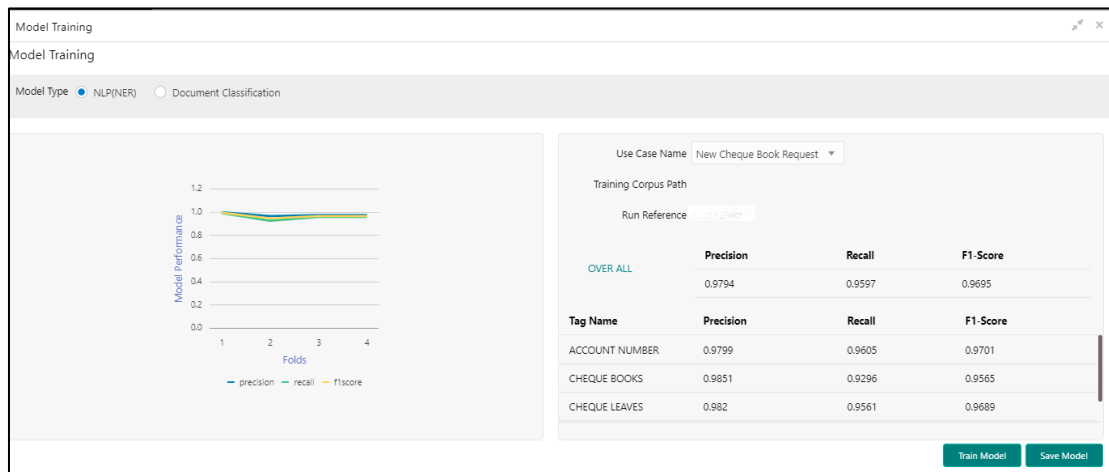 Model Training
Model Training
Model Type NLP(NER) Document Classification
1.2
1.0
0.8
0.6
0.4
0.2
0.0
Model Performance
1 2 3 4
Folds
precision recall f1score
Use Case Name New Cheque Book Request
Training Corpus Path
Run Reference
OVER ALL
Precision Recall F1-Score
0.9794 0.9597 0.9695
Tag Name Precision Recall F1-Score
ACCOUNT NUMBER 0.9799 0.9605 0.9701
CHEQUE BOOKS 0.9851 0.9296 0.9565
CHEQUE LEAVES 0.982 0.9561 0.9689
Train Model Save Model